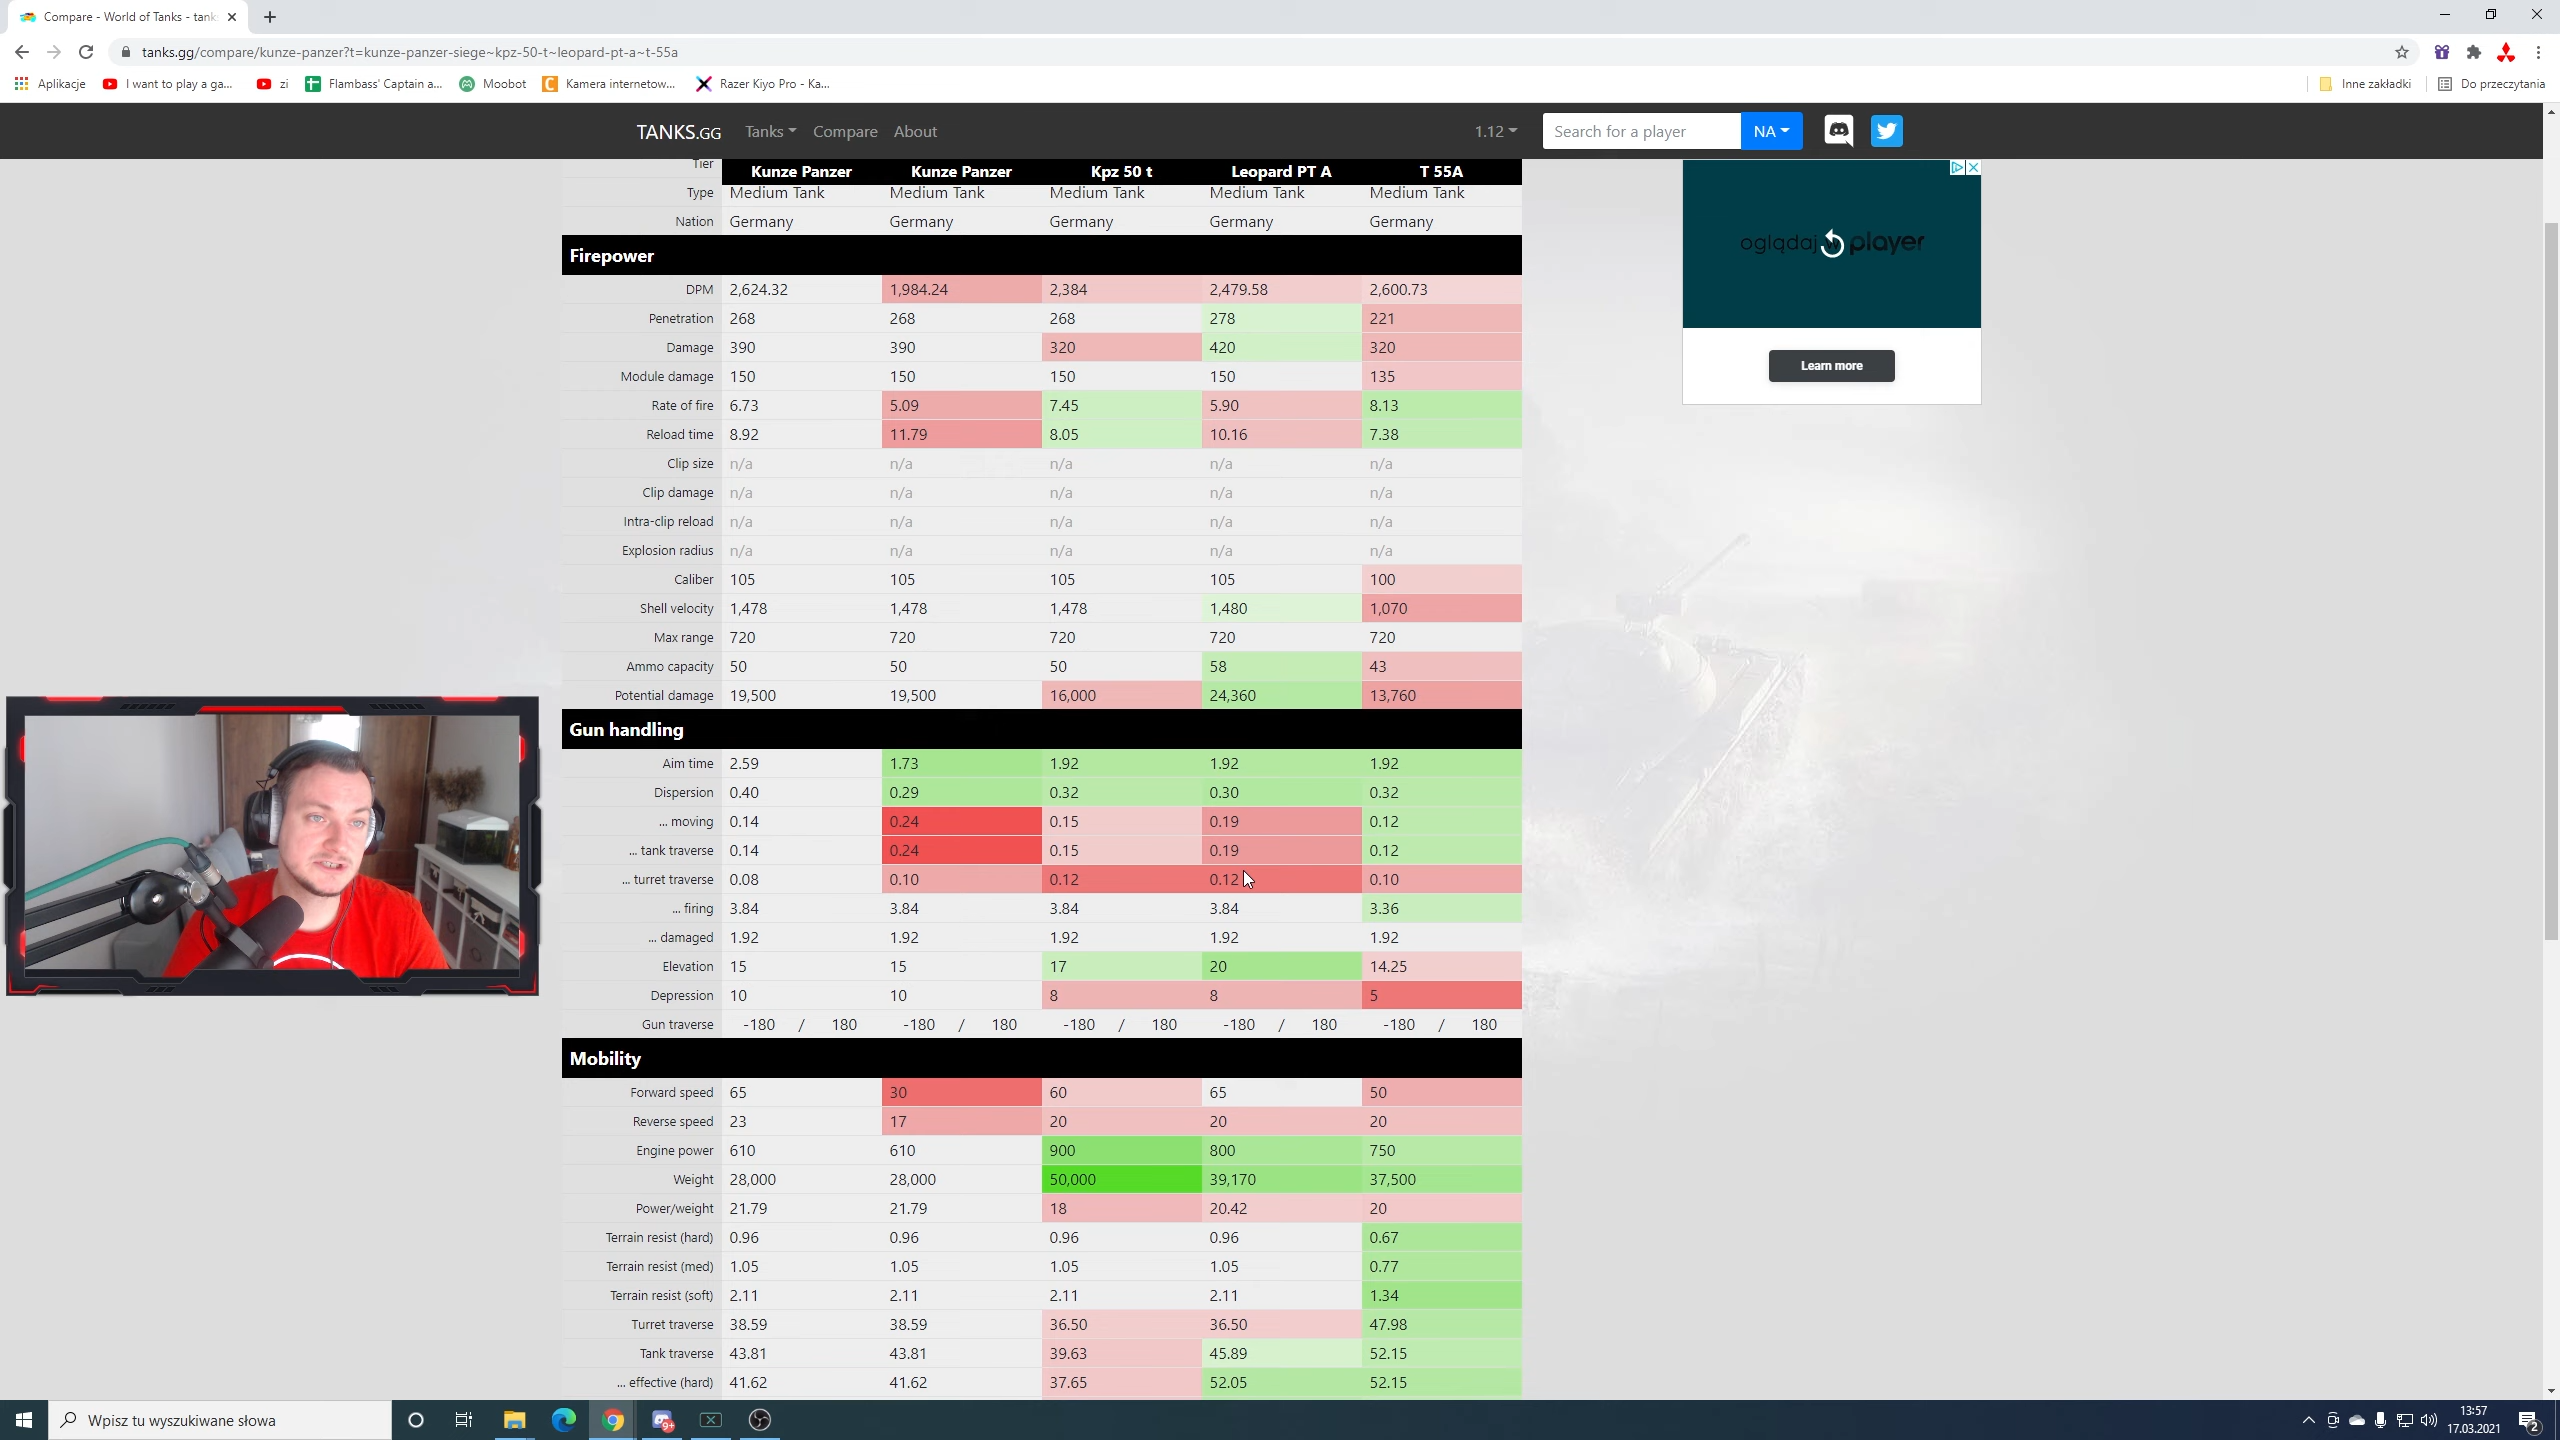 Compare - World of Tanks - tank
tanks.gg/compare/kunze-panzer?t=kunze-panzer-siege~kpz-50-t~leopard-pt-a~t-55a
Aplikacje I want to play a ga... zi Flambass' Captain a... Moobot Kamera internetow... Razer Kiyo Pro - Ka... Inne zakładki Do przeczytania
TANKS.GG Tanks Compare About 1.12 Search for a player NA
Tier Kunze Panzer Kunze Panzer Kpz 50 t Leopard PT A T 55A
Type Medium Tank Medium Tank Medium Tank Medium Tank Medium Tank
Nation Germany Germany Germany Germany Germany
Firepower
DPM 2,624.32 1,984.24 2,384 2,479.58 2,600.73
Penetration 268 268 268 278 221
Damage 390 390 320 420 320
Module damage 150 150 150 150 135
Rate of fire 6.73 5.09 7.45 5.90 8.13
Reload time 8.92 11.79 8.05 10.16 7.38
Clip size n/a n/a n/a n/a n/a
Clip damage n/a n/a n/a n/a n/a
Intra-clip reload n/a n/a n/a n/a n/a
Explosion radius n/a n/a n/a n/a n/a
Caliber 105 105 105 105 100
Shell velocity 1,478 1,478 1,478 1,480 1,070
Max range 720 720 720 720 720
Ammo capacity 50 50 50 58 43
Potential damage 19,500 19,500 16,000 24,360 13,760
Gun handling
Aim time 2.59 1.73 1.92 1.92 1.92
Dispersion 0.40 0.29 0.32 0.30 0.32
... moving 0.14 0.24 0.15 0.19 0.12
... tank traverse 0.14 0.24 0.15 0.19 0.12
... turret traverse 0.08 0.10 0.12 0.12 0.10
... firing 3.84 3.84 3.84 3.84 3.36
... damaged 1.92 1.92 1.92 1.92 1.92
Elevation 15 15 17 20 14.25
Depression 10 10 8 8 5
Gun traverse -180 / 180 -180 / 180 -180 / 180 -180 / 180 -180 / 180
Mobility
Forward speed 65 30 60 65 50
Reverse speed 23 17 20 20 20
Engine power 610 610 900 800 750
Weight 28,000 28,000 50,000 39,170 37,500
Power/weight 21.79 21.79 18 20.42 20
Terrain resist (hard) 0.96 0.96 0.96 0.96 0.67
Terrain resist (med) 1.05 1.05 1.05 1.05 0.77
Terrain resist (soft) 2.11 2.11 2.11 2.11 1.34
Turret traverse 38.59 38.59 36.50 36.50 47.98
Tank traverse 43.81 43.81 39.63 45.89 52.15
... effective (hard) 41.62 41.62 37.65 52.05 52.15
oglądaj w player
Learn more
Wpisz tu wyszukiwane słowa
9+
13:57
17.03.2021
2